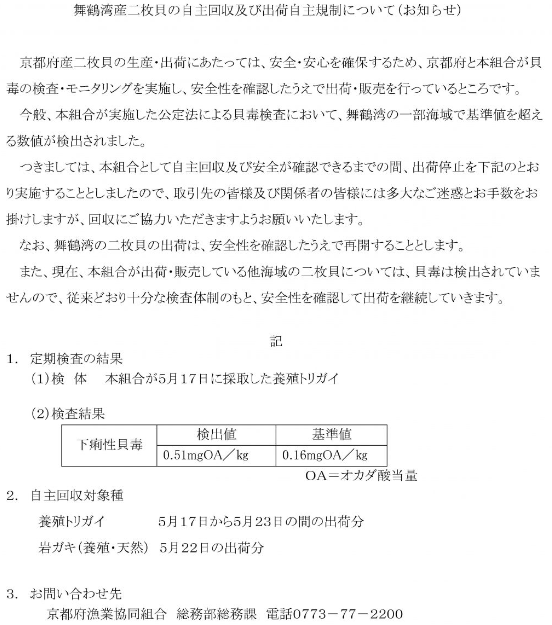 舞鶴湾産二枚貝の自主回収及び出荷自主規制について（お知らせ）
京都府産二枚貝の生産・出荷にあたっては、安全・安心を確保するため、京都府と本組合が貝
毒の検査・モニタリングを実施し、安全性を確認したうえで出荷・販売を行っているところです。
今般、本組合が実施した公定法による貝毒検査において、舞鶴湾の一部海域で基準値を超え
る数値が検出されました。
つきましては、本組合として自主回収及び安全が確認できるまでの間、出荷停止を下記のとお
り実施することとしましたので、取引先の皆様及び関係者の皆様には多大なご迷惑とお手数をお
掛けしますが、回収にご協力いただきますようお願いいたします。
なお、舞鶴湾の二枚貝の出荷は、安全性を確認したうえで再開することとします。
また、現在、本組合が出荷・販売している他海域の二枚貝については、貝毒は検出されていま
せんので、従来どおり十分な検査体制のもと、安全性を確認して出荷を継続していきます。
記
１． 定期検査の結果
（１）検 体 本組合が５月１７日に採取した養殖トリガイ
（２）検査結果
下痢性貝毒 検出値 基準値
0.51mgOA／kg 0.16mgOA／kg
OA＝オカダ酸当量
２． 自主回収対象種
養殖トリガイ ５月１７日から５月２３日の間の出荷分
岩ガキ（養殖・天然） ５月２２日の出荷分
３． お問い合わせ先
京都府漁業協同組合 総務部総務課 電話０７７３－７７－２２００